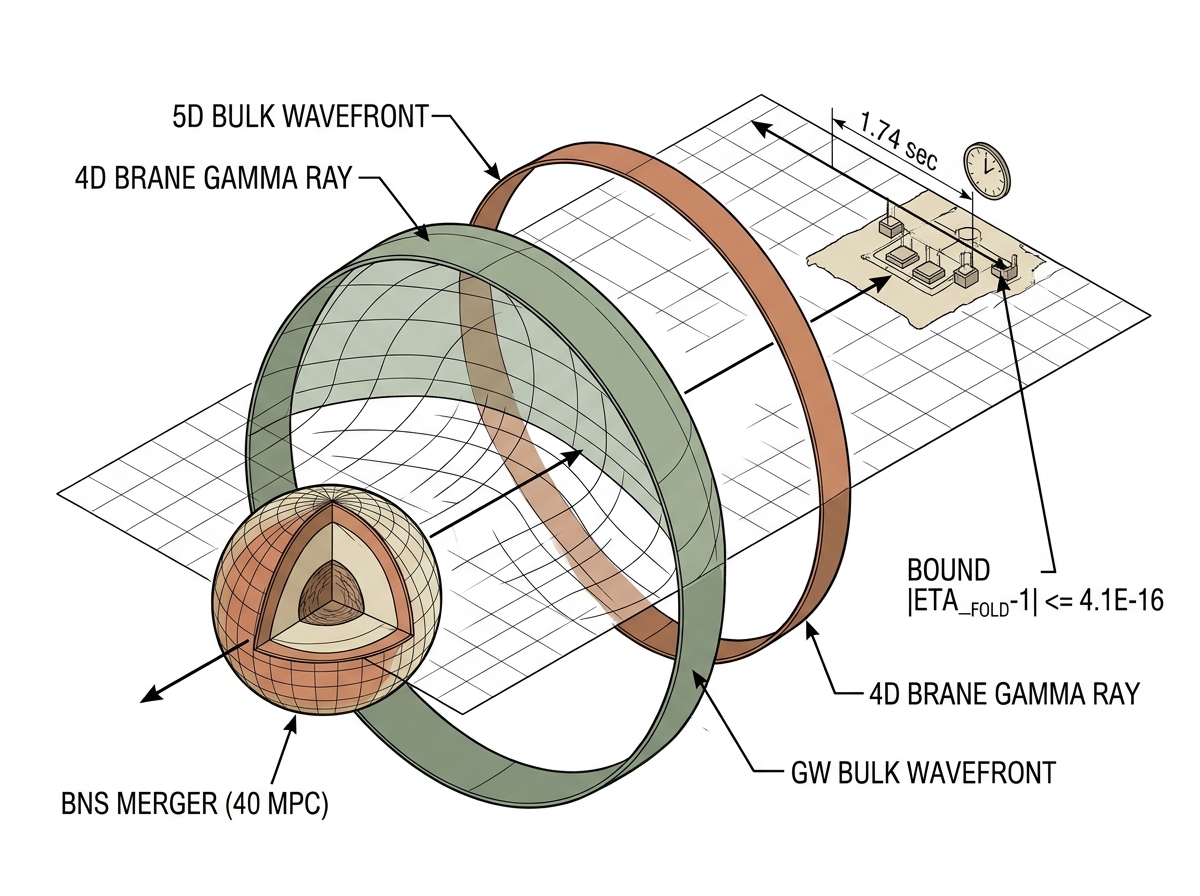 5D BULK WAVEFRONT
4D BRANE GAMMA RAY
1.74 sec
BOUND
|ETA_FOLD-1| <= 4.1E-16
4D BRANE GAMMA RAY
GW BULK WAVEFRONT
BNS MERGER (40 MPC)